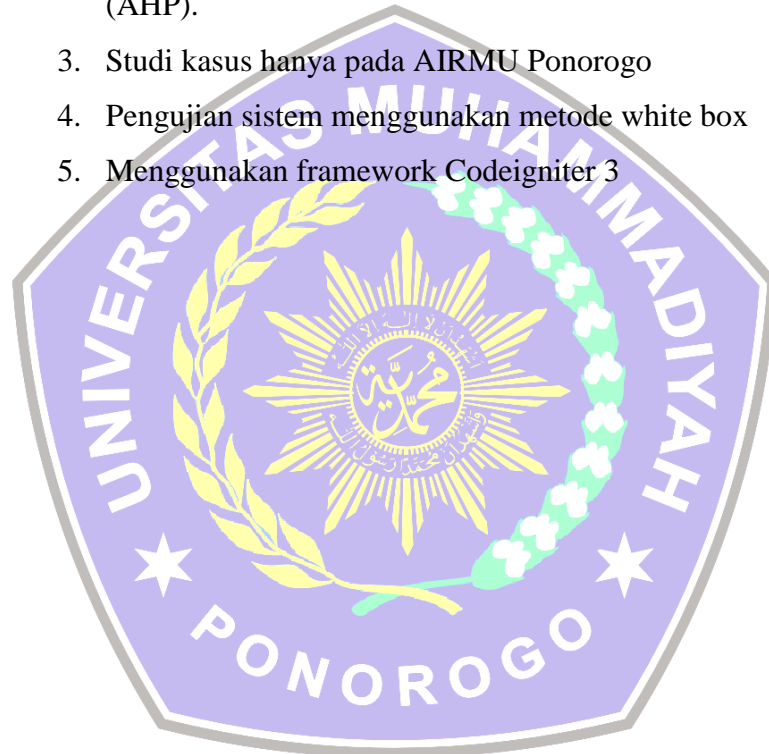 (AHP).
3. Studi kasus hanya pada AIRMU Ponorogo
4. Pengujian sistem menggunakan metode white box
5. Menggunakan framework Codeigniter 3
UNIVERSITAS MUHAMMADIYAH
PONOROGO